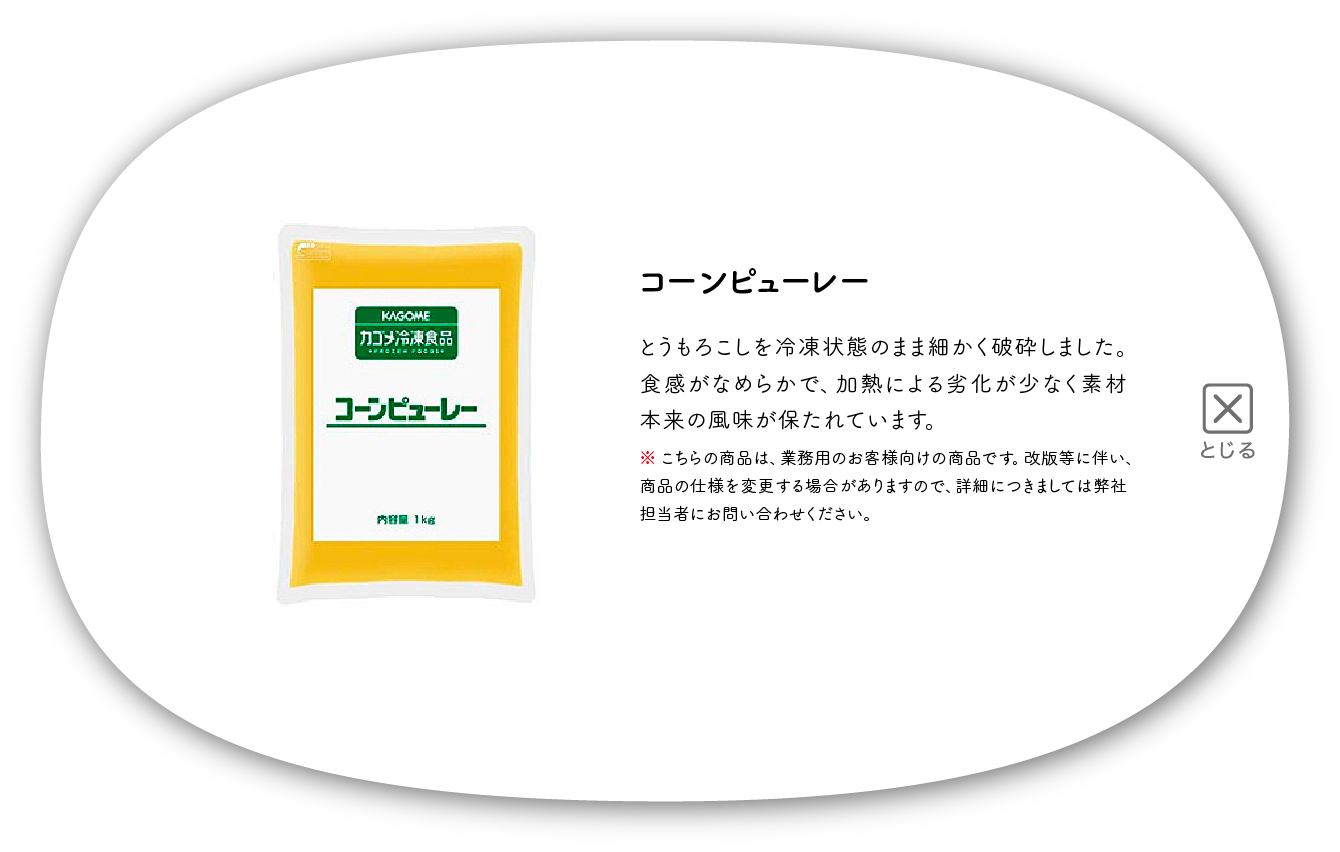 KAGOME
カゴメ冷凍食品
FROZEN FOODS
コーンピューレー
内容量 1kg
コーンピューレー
とうもろこしを冷凍状態のまま細かく破砕しました。
食感がなめらかで、加熱による劣化が少なく素材
本来の風味が保たれています。
※ こちらの商品は、業務用のお客様向けの商品です。改版等に伴い、
商品の仕様を変更する場合がありますので、詳細につきましては弊社
担当者にお問い合わせください。
とじる